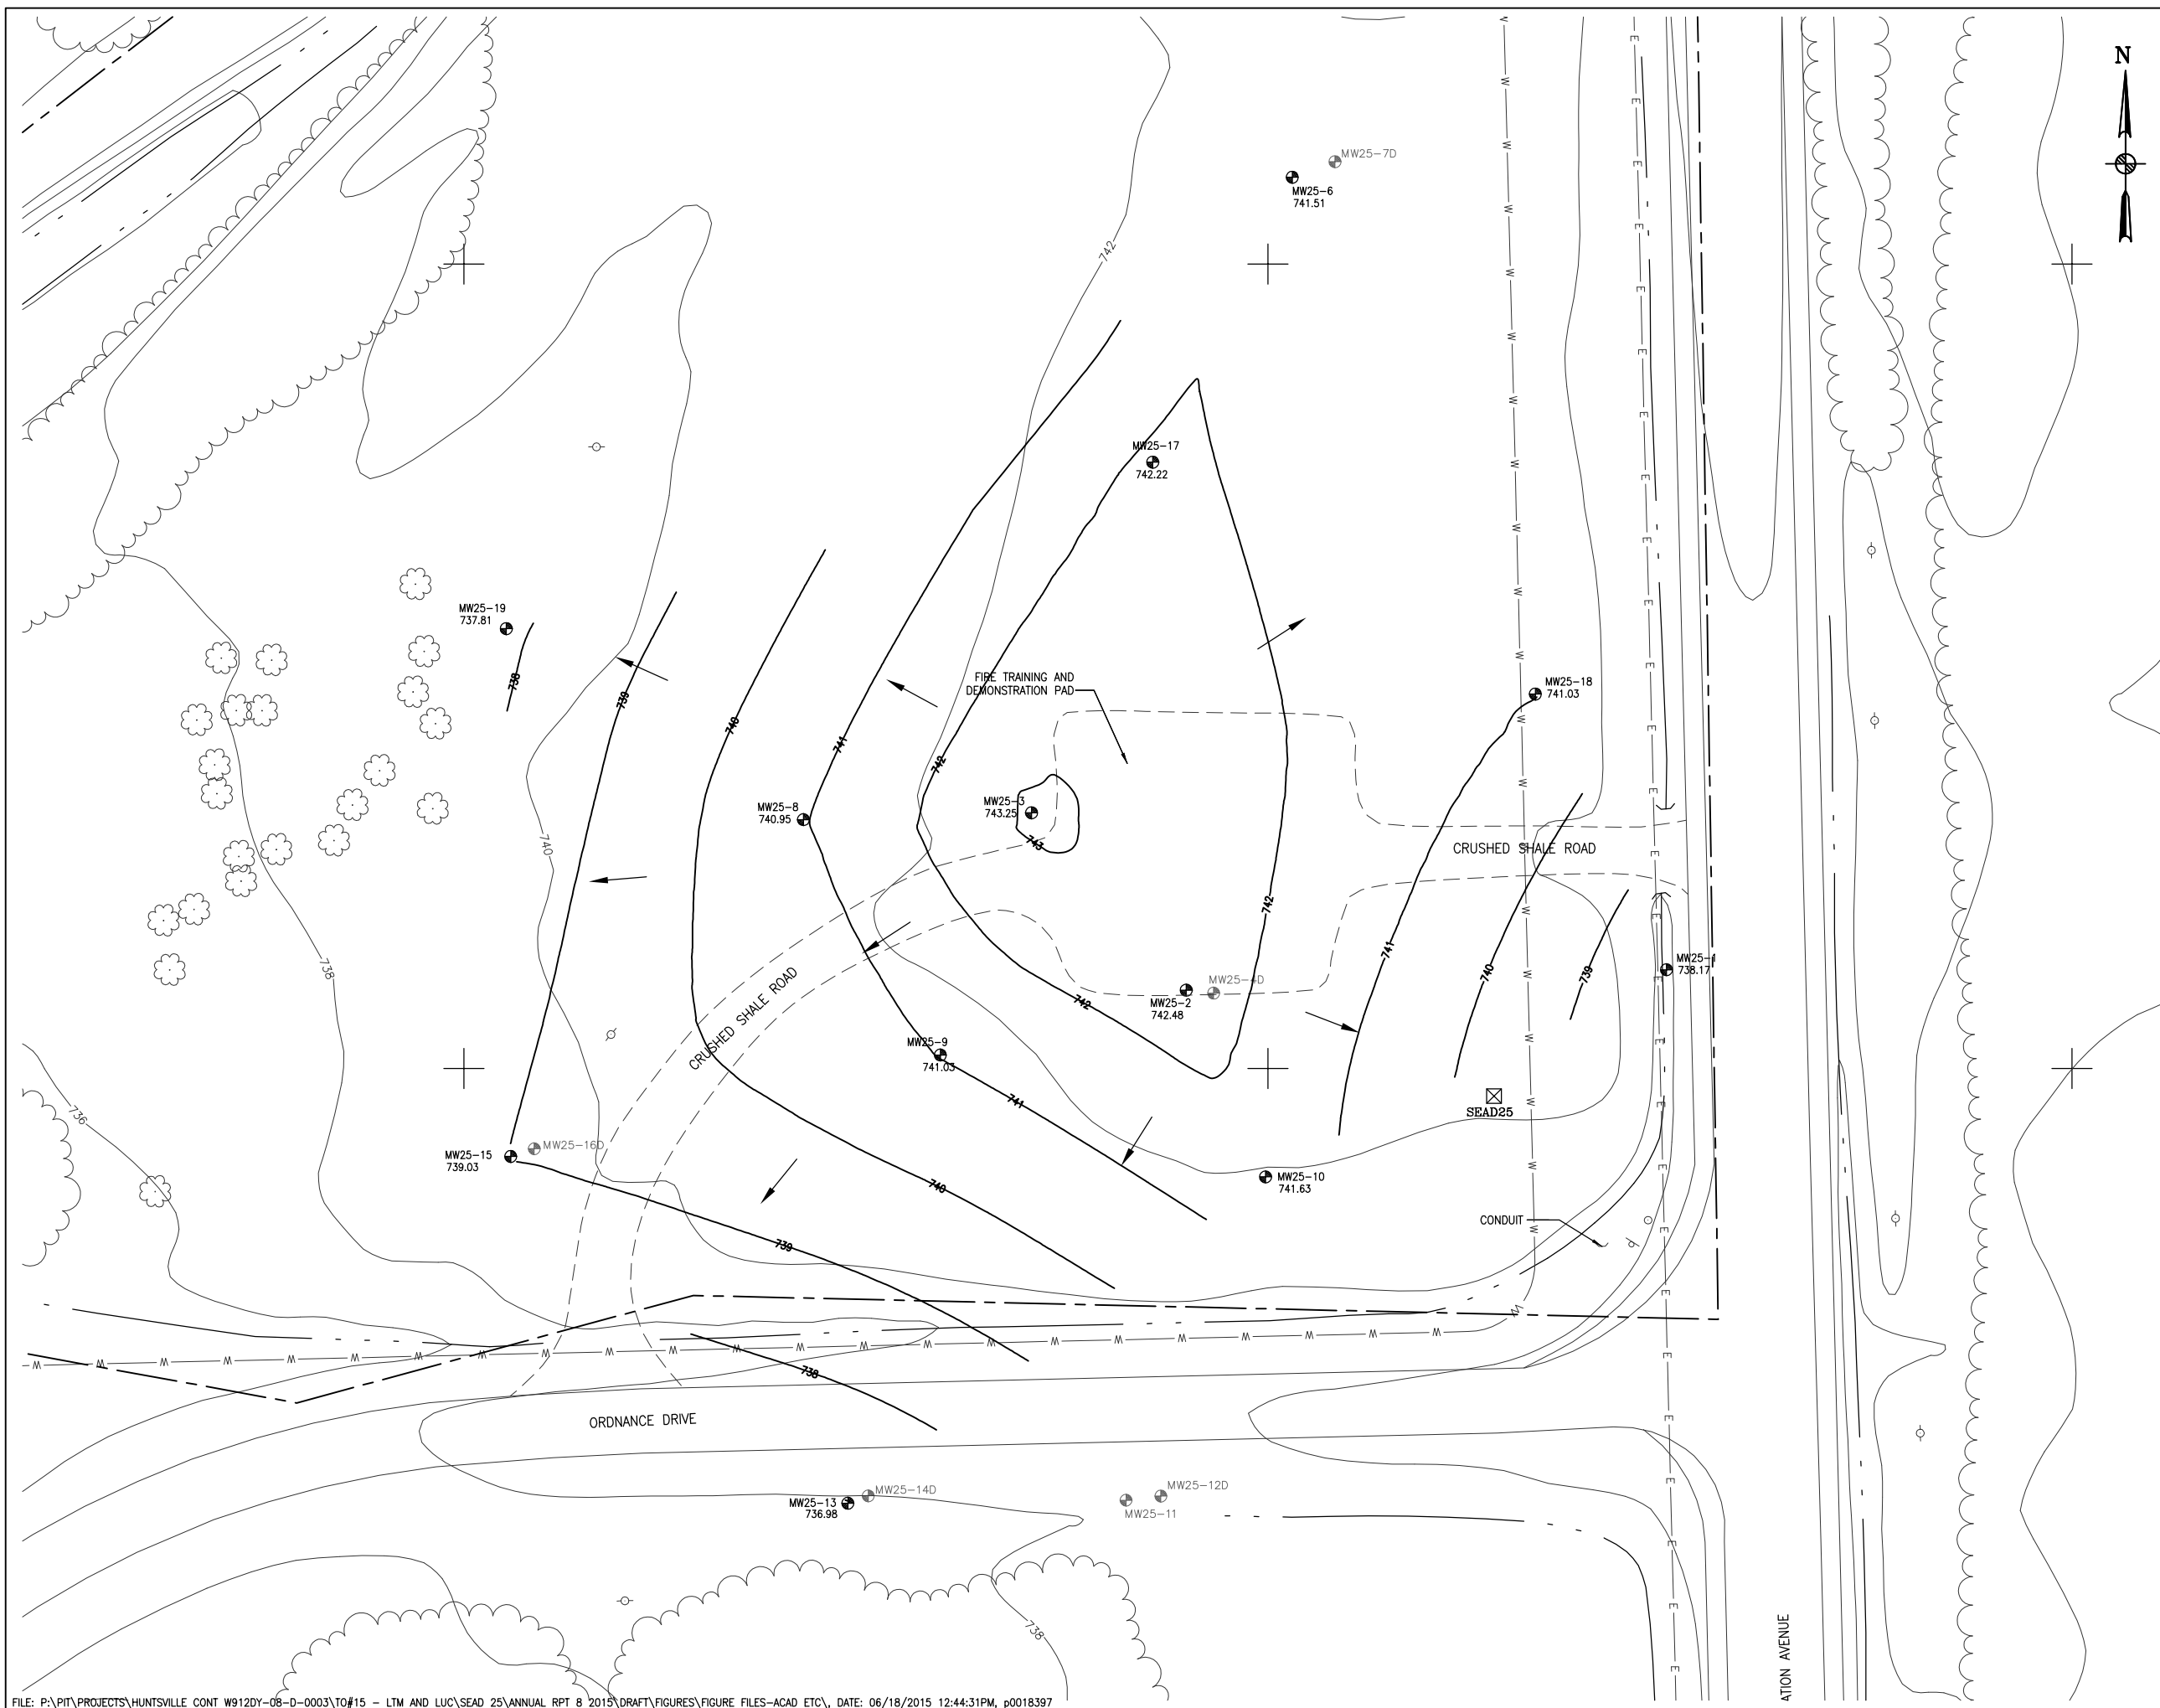 N
MW25-7D
MW25-6
741.51
742
MW25-17
742.22
MW25-19
737.81
738
739
740
741
742
FIRE TRAINING AND
DEMONSTRATION PAD
MW25-18
741.03
MW25-8
740.95
MW25-3
743.25
743
740
CRUSHED SHALE ROAD
742
738
741
740
739
MW25-1
738.17
MW25-4D
MW25-2
742.48
742
CRUSHED SHALE ROAD
MW25-9
741.03
741
736
SEAD25
MW25-16D
MW25-15
739.03
740
MW25-10
741.63
CONDUIT
739
738
ORDNANCE DRIVE
MW25-14D
MW25-13
736.98
MW25-12D
MW25-11
738
ATION AVENUE
W W W W W W W W W W W W W W W W W W W W W W W W
E E E E E E E E E E E E E E E E E E E E E E E E E E E
W W W W W W W W W W W W W W W W W W W W W W W
FILE: P:\PIT\PROJECTS\HUNTSVILLE CONT W912DY-08-D-0003\TO#15 - LTM AND LUC\SEAD 25\ANNUAL RPT 8 2015\DRAFT\FIGURES\FIGURE FILES-ACAD ETC\, DATE: 06/18/2015 12:44:31PM, p0018397